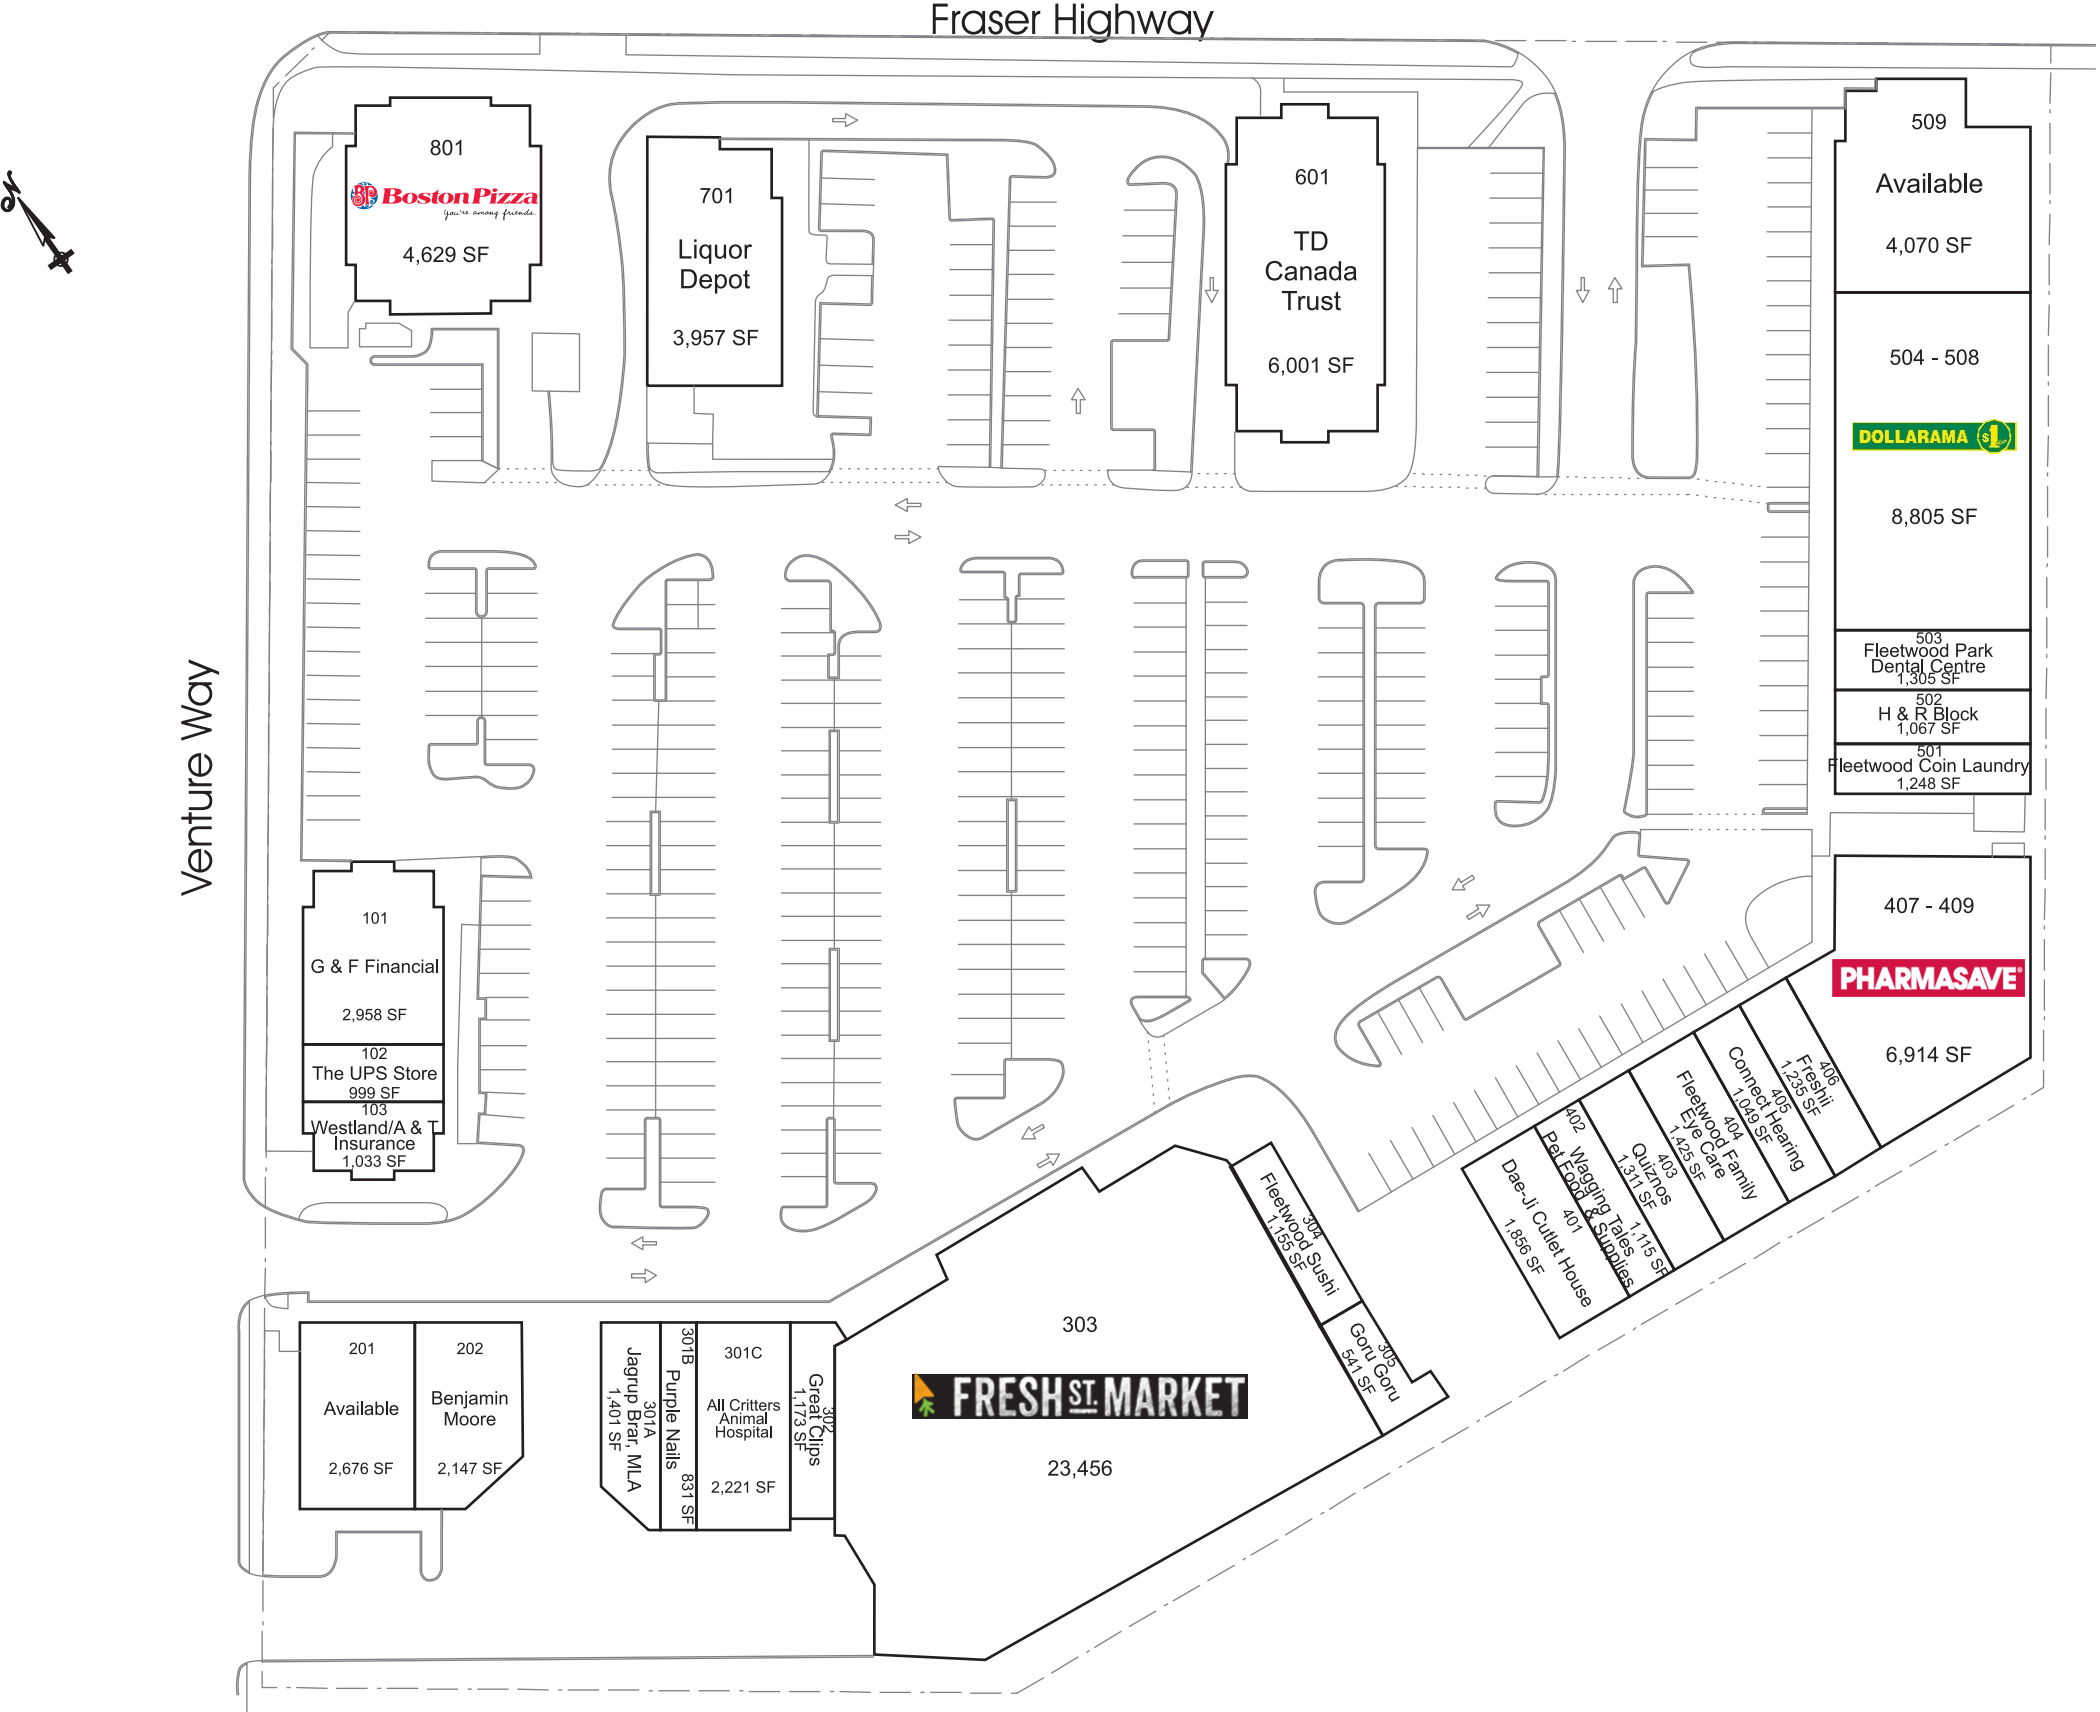 Fraser Highway
Venture Way
N
801
BP Boston Pizza
You're among friends.
4,629 SF
701
Liquor
Depot
3,957 SF
601
TD
Canada
Trust
6,001 SF
509
Available
4,070 SF
504 - 508
DOLLARAMA $1
8,805 SF
503
Fleetwood Park
Dental Centre
1,305 SF
502
H & R Block
1,067 SF
501
Fleetwood Coin Laundry
1,248 SF
407 - 409
PHARMASAVE
6,914 SF
406
Freshii
1,235 SF
405
Connect Hearing
1,049 SF
404
Fleetwood Family
Eye Care
1,425 SF
403
Quiznos
1,311 SF
402
Wagging Tales
Pet Food & Supplies
1,115 SF
401
Dae-Ji Cutlet House
1,856 SF
101
G & F Financial
2,958 SF
102
The UPS Store
999 SF
103
Westland/A & T
Insurance
1,033 SF
201
Available
2,676 SF
202
Benjamin
Moore
2,147 SF
301A
Jagrup Brar, MLA
1,401 SF
301B
Purple Nails
831 SF
301C
All Critters
Animal
Hospital
2,221 SF
302
Great Clips
1,173 SF
303
FRESH ST. MARKET
23,456
304
Fleetwood Sushi
1,155 SF
305
Goru Goru
541 SF